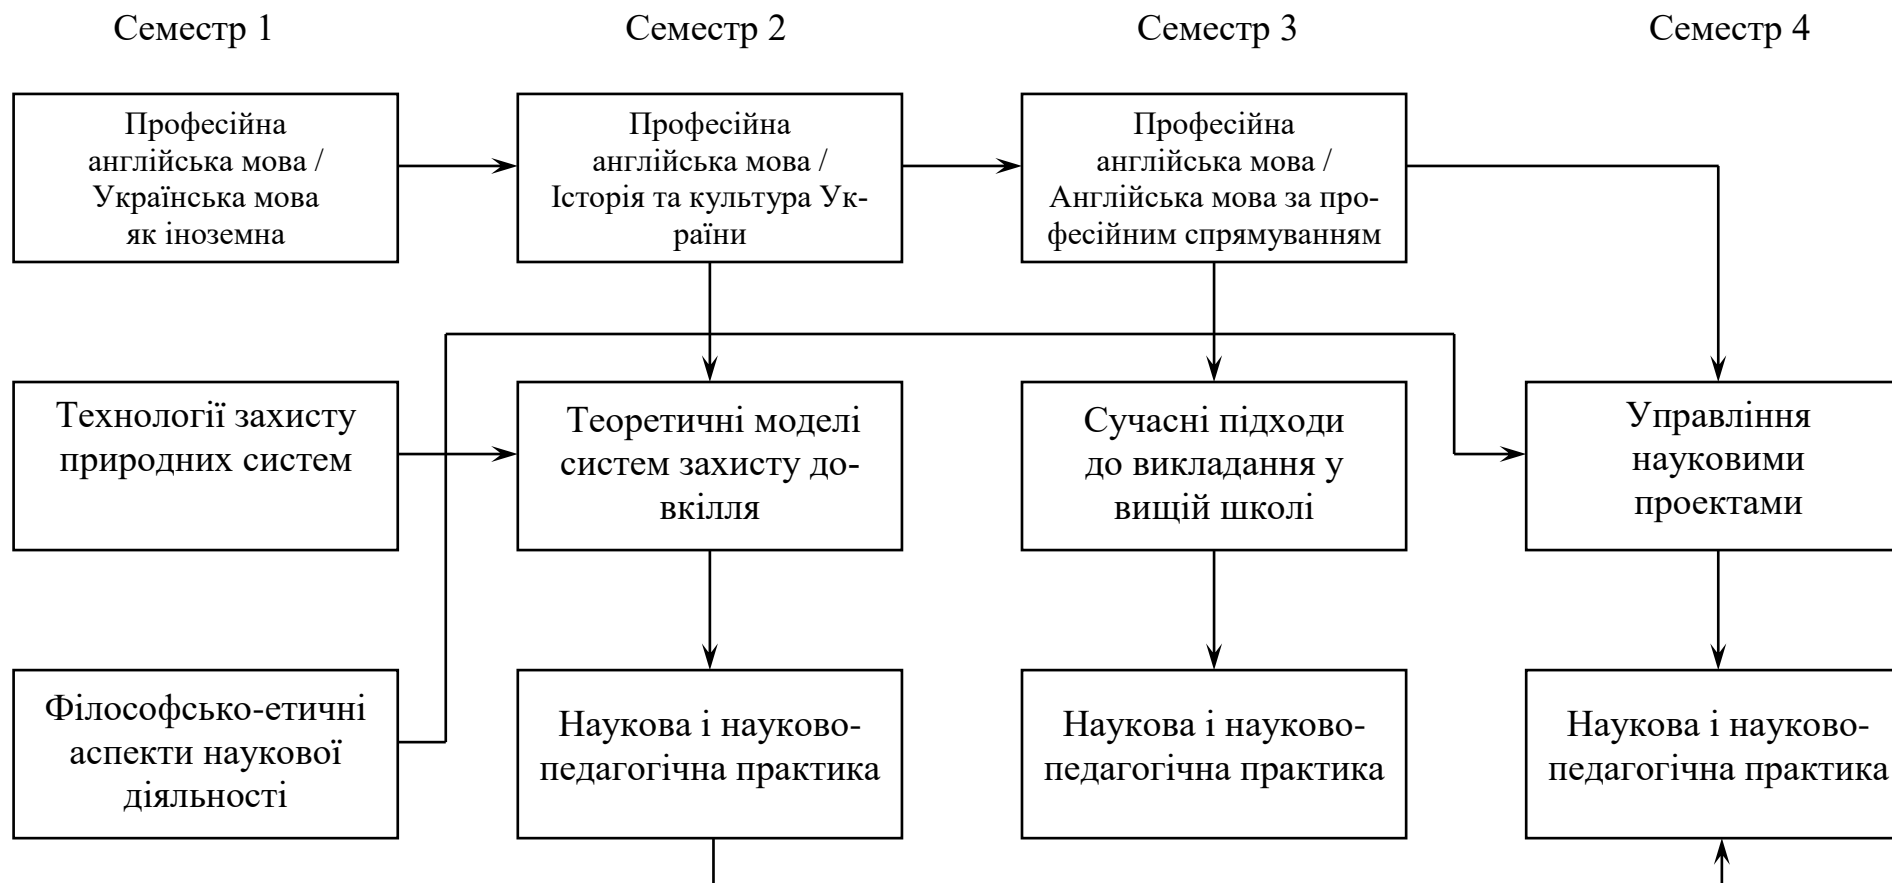 Семестр 1
Семестр 2
Семестр 3
Семестр 4
Професійна
англійська мова /
Українська мова
як іноземна
Професійна
англійська мова /
Історія та культура Ук-
раїни
Професійна
англійська мова /
Англійська мова за про-
фесійним спрямуванням
Технології захисту
природних систем
Теоретичні моделі
систем захисту до-
вкілля
Сучасні підходи
до викладання у
вищій школі
Управління
науковими
проектами
Філософсько-етичні
аспекти наукової
діяльності
Наукова і науково-
педагогічна практика
Наукова і науково-
педагогічна практика
Наукова і науково-
педагогічна практика